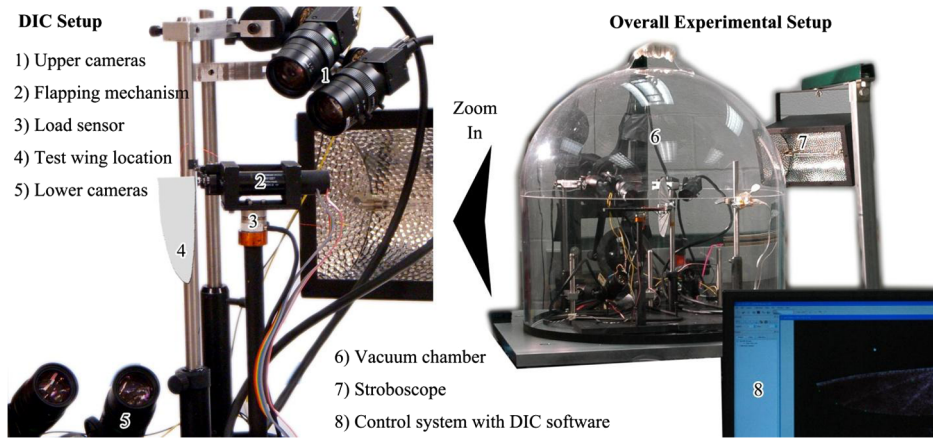 DIC Setup
1) Upper cameras
2) Flapping mechanism
3) Load sensor
4) Test wing location
5) Lower cameras
1
2
3
4
5
Zoom
In
Overall Experimental Setup
6
7
8
6) Vacuum chamber
7) Stroboscope
8) Control system with DIC software